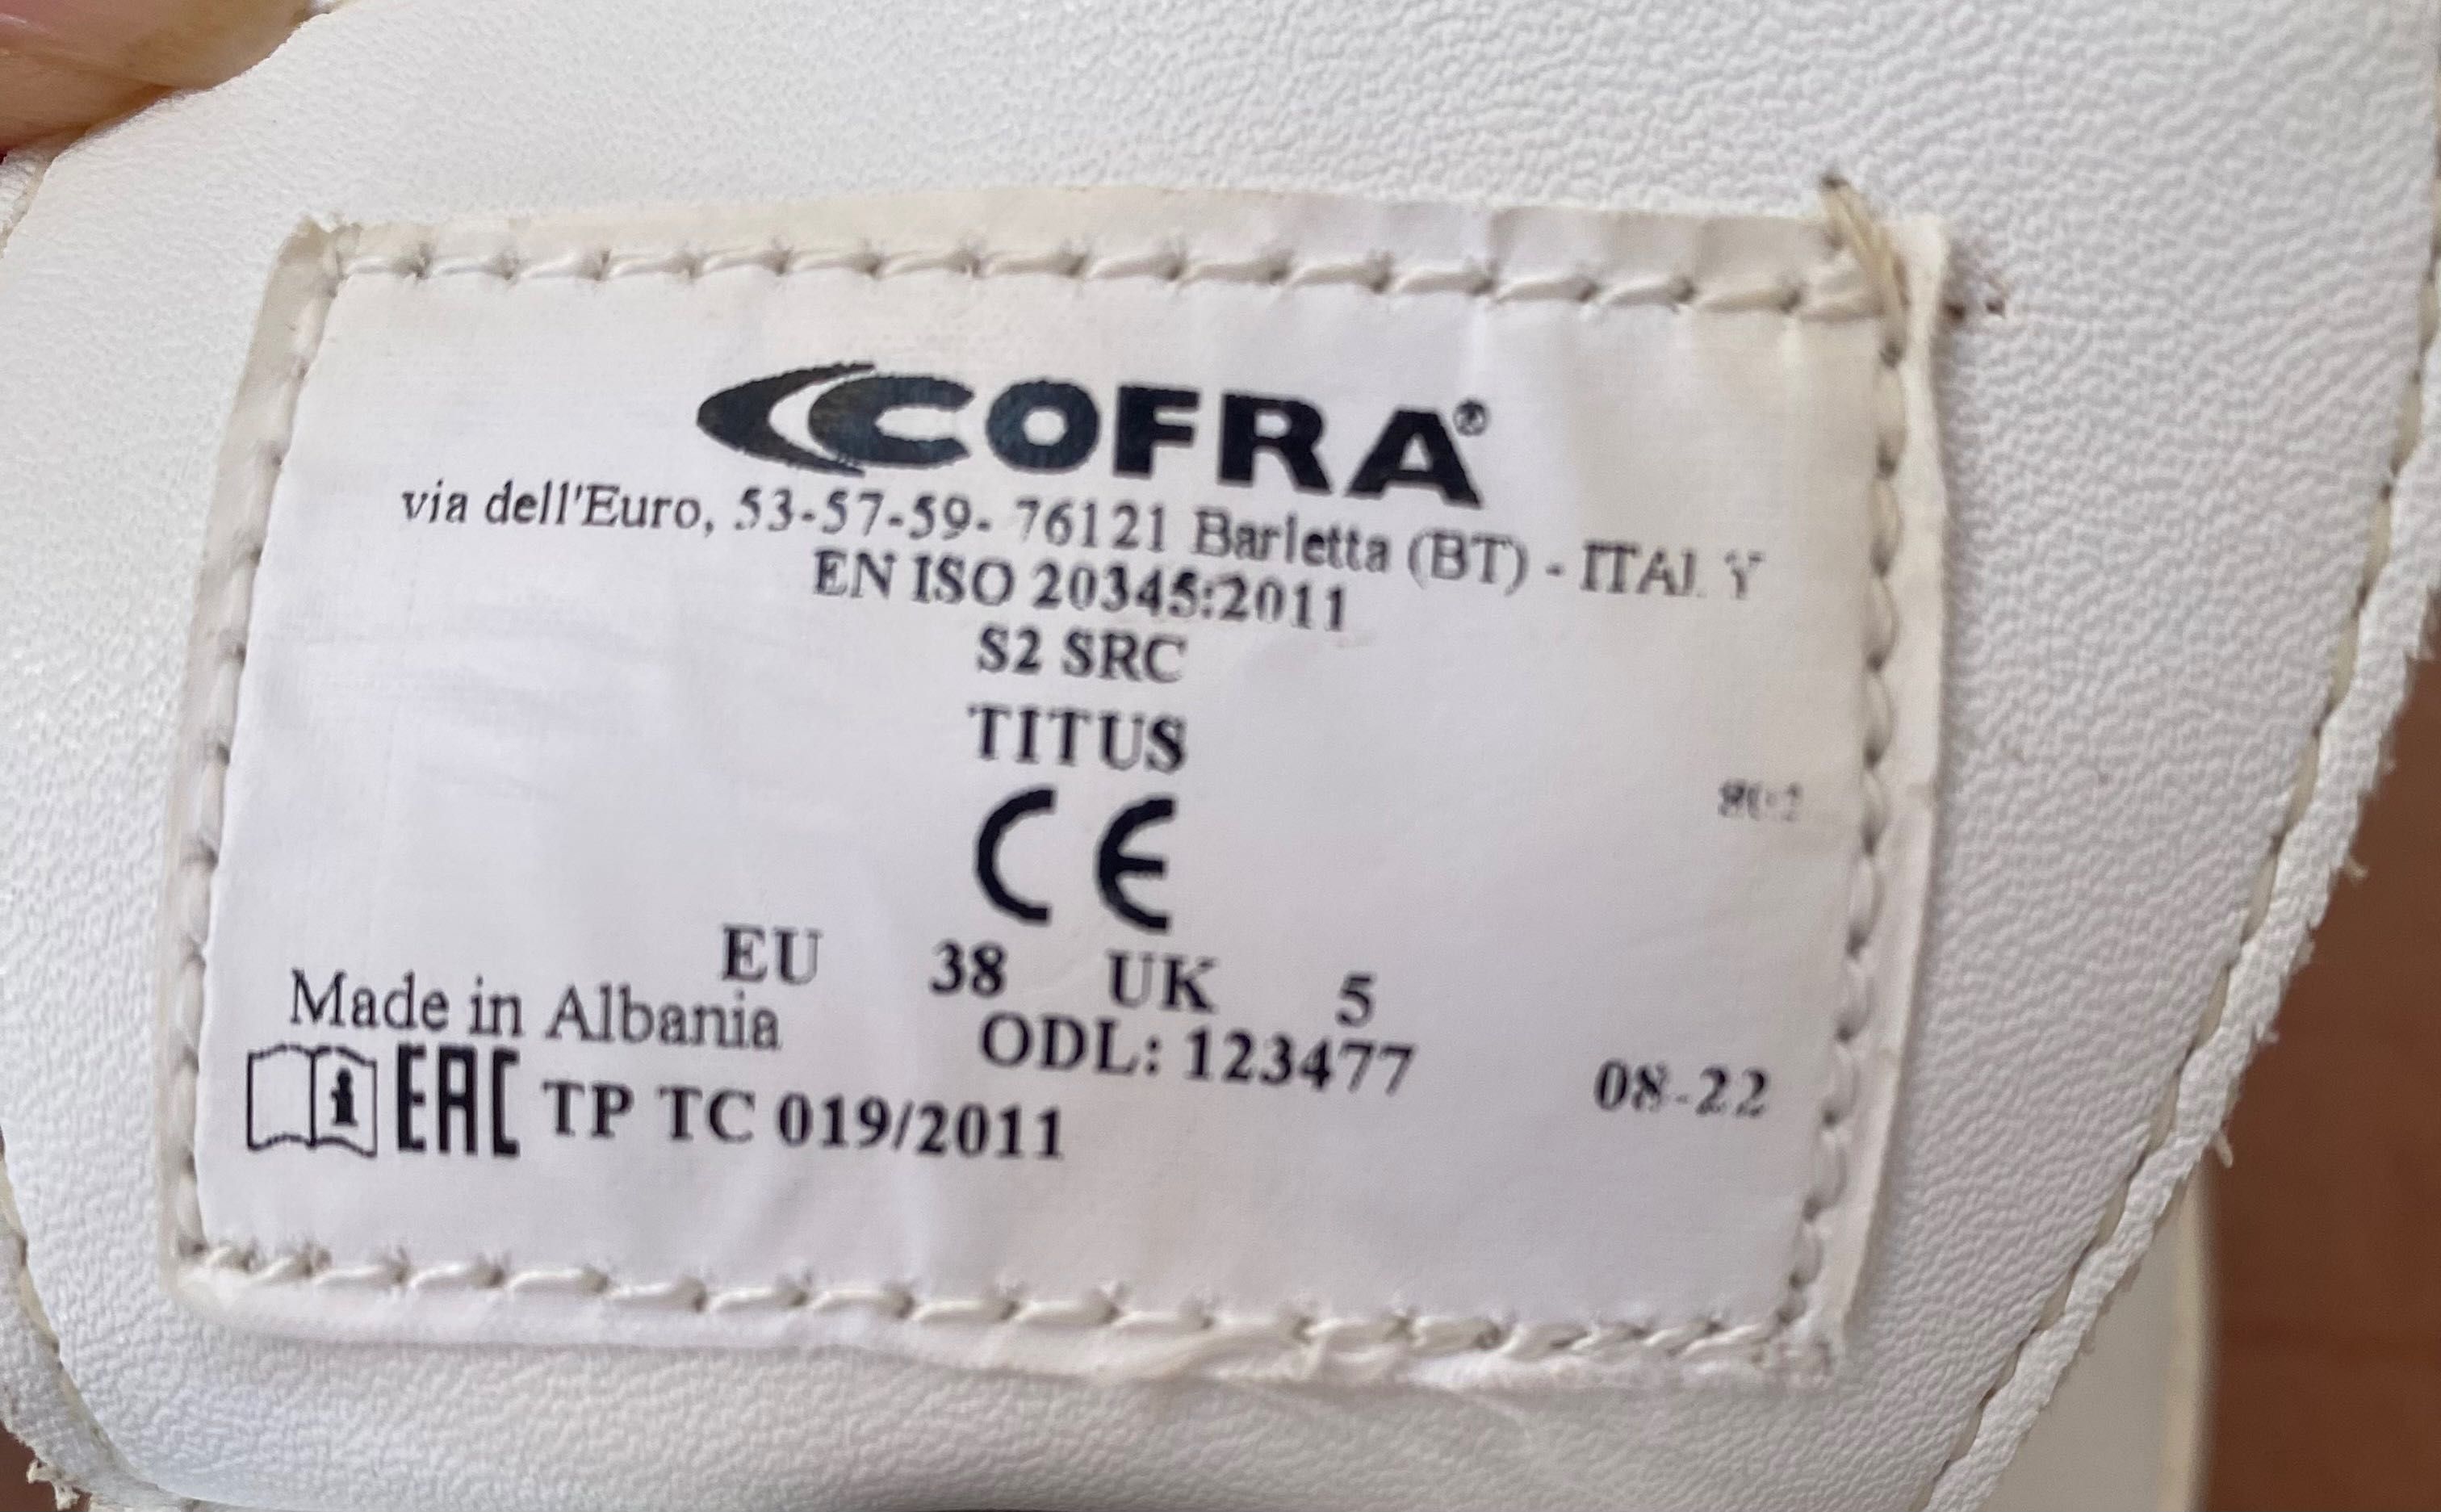 COFRA®
via dell'Euro, 53-57-59- 76121 Barletta (BT) - ITALY
EN ISO 20345:2011
S2 SRC
TITUS
CE
EU 38 UK 5
Made in Albania
ODL: 123477
08-22
i EAC TP TC 019/2011